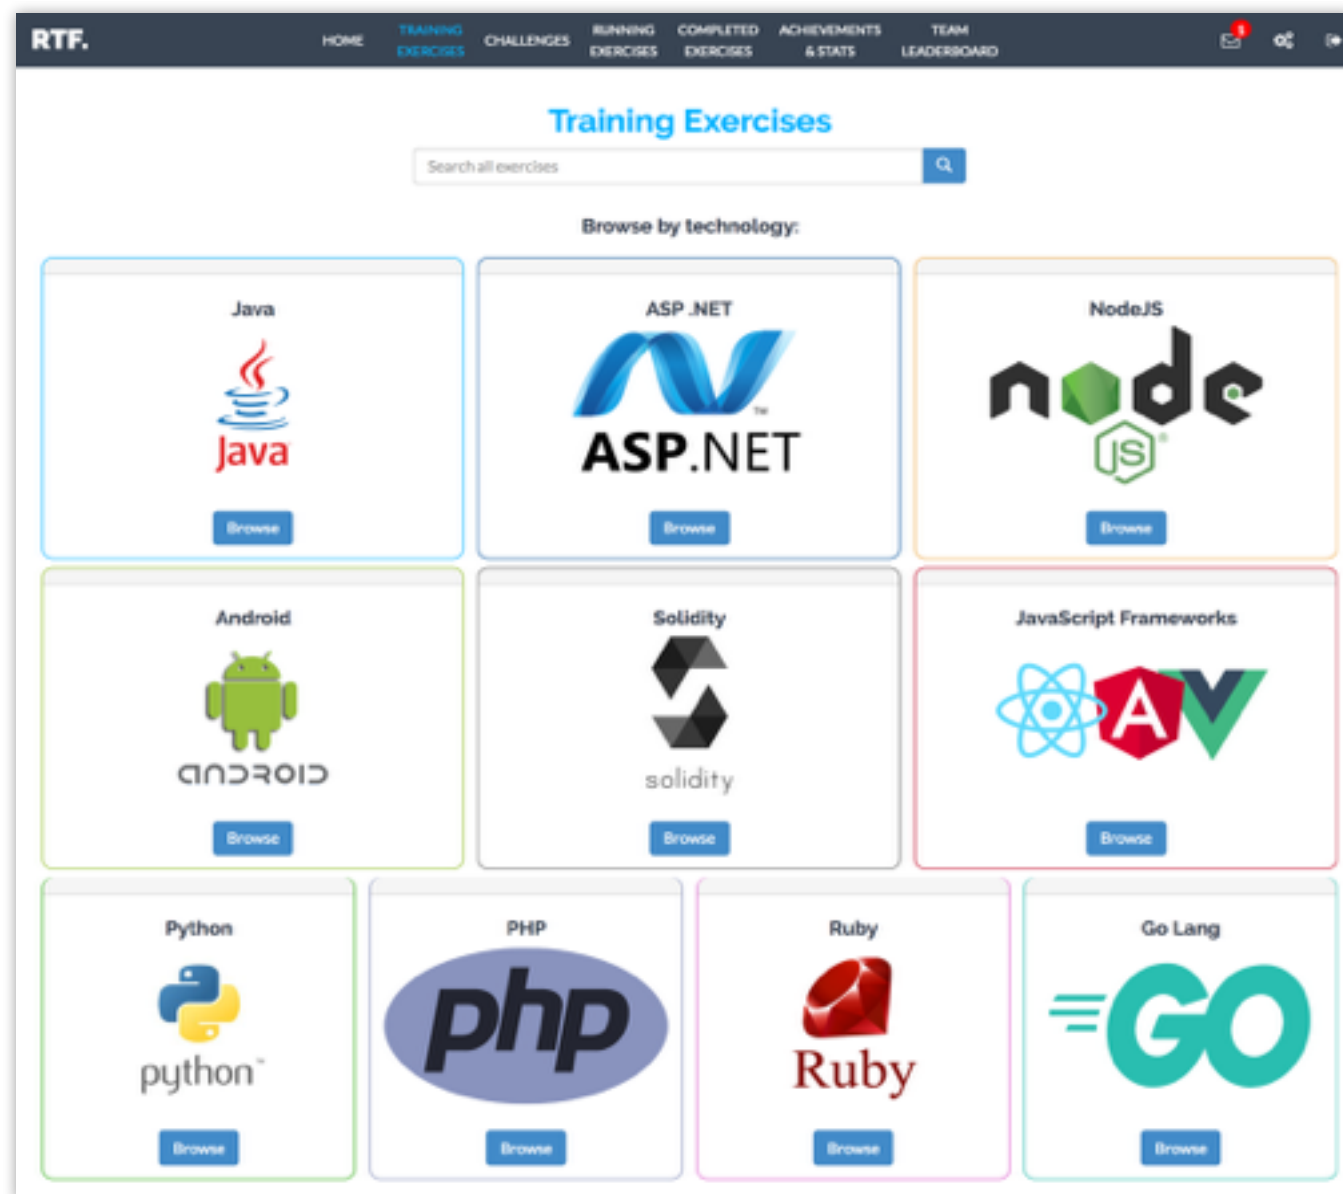 RTF.
HOME
TRAINING
EXERCISES
CHALLENGES
RUNNING
EXERCISES
COMPLETED
EXERCISES
ACHIEVEMENTS
& STATS
TEAM
LEADERBOARD
Training Exercises
Search all exercises
Browse by technology:
Java
ASP .NET
NodeJS
Java
ASP.NET
TM
node
JS
®
Browse
Browse
Browse
Android
Solidity
JavaScript Frameworks
ANDROID
solidity
A
Browse
Browse
Browse
Python
PHP
Ruby
Go Lang
python™
php
Ruby
GO
Browse
Browse
Browse
Browse